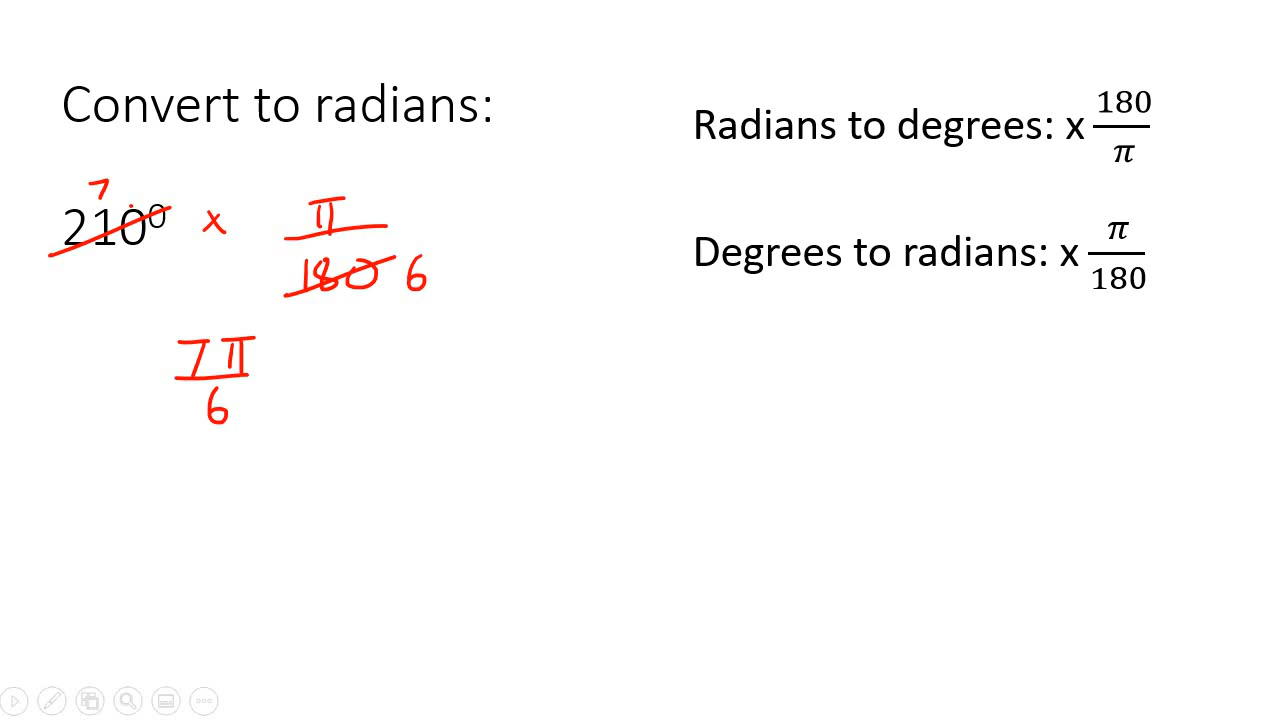 Convert to radians:
7
210⁰ x π/180 6
7π/6
Radians to degrees: x 180/π
Degrees to radians: x π/180